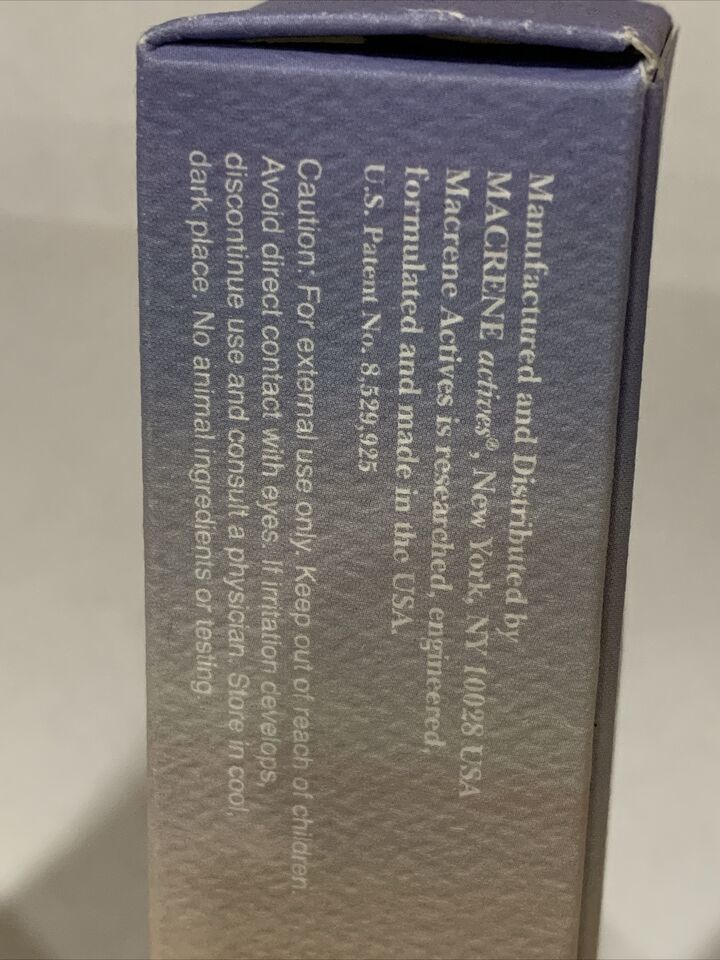 Manufactured and Distributed by
MACRENE actives®, New York, NY 10028 USA
Macrene Actives is researched, engineered,
formulated and made in the USA.
U.S. Patent No. 8,529,925
Caution: For external use only. Keep out of reach of children.
Avoid direct contact with eyes. If irritation develops,
discontinue use and consult a physician. Store in cool,
dark place. No animal ingredients or testing.